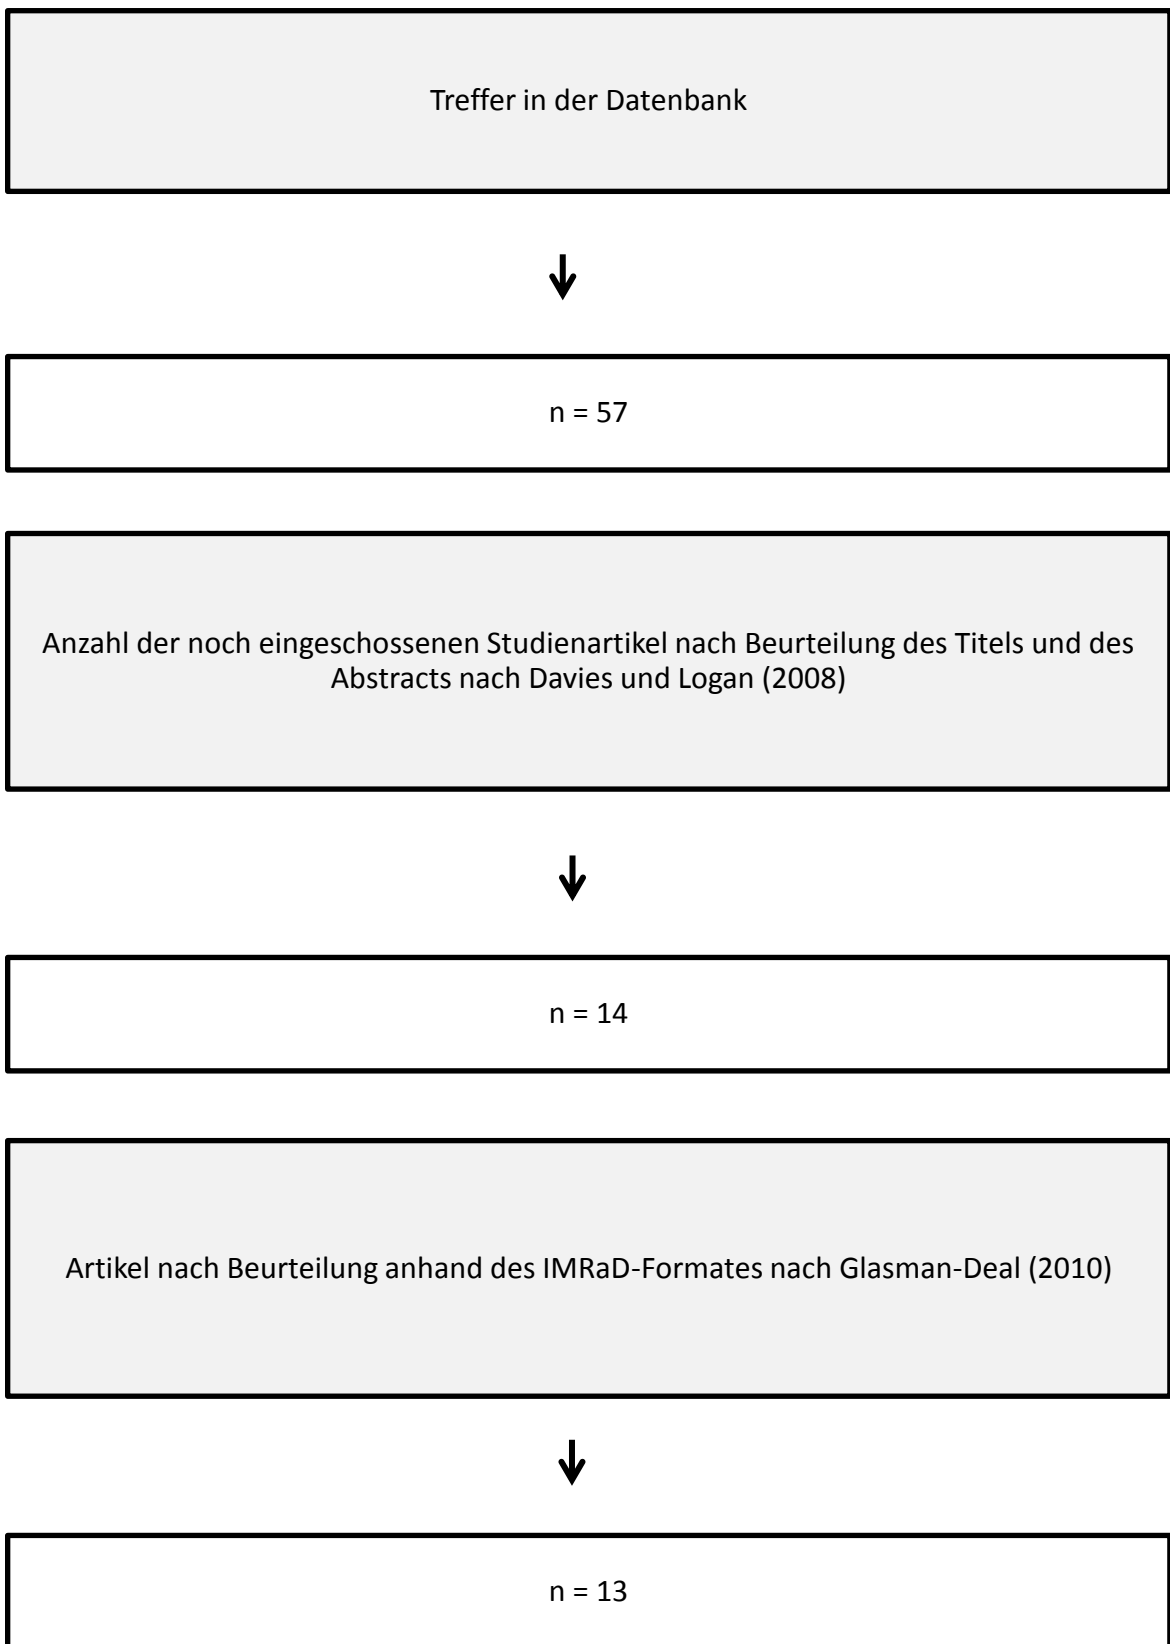 Treffer in der Datenbank
n = 57
Anzahl der noch eingeschossenen Studienartikel nach Beurteilung des Titels und des
Abstracts nach Davies und Logan (2008)
n = 14
Artikel nach Beurteilung anhand des IMRaD-Formates nach Glasman-Deal (2010)
n = 13